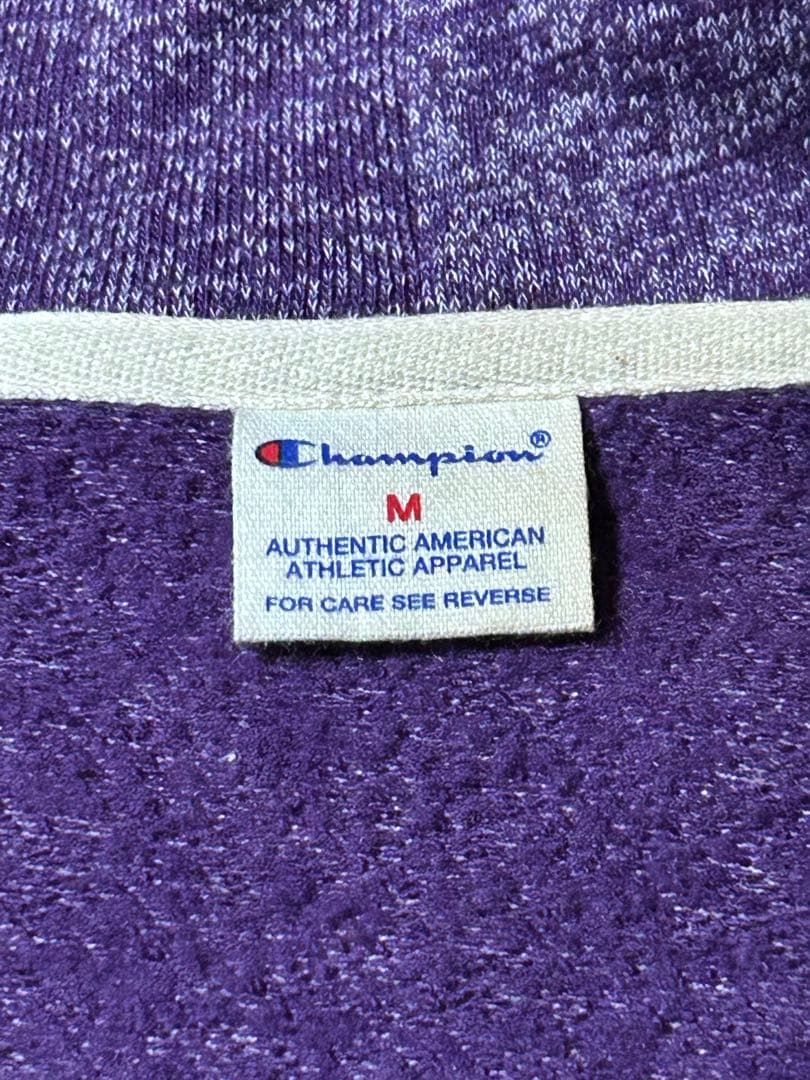 Champion®
M
AUTHENTIC AMERICAN
ATHLETIC APPAREL
FOR CARE SEE REVERSE